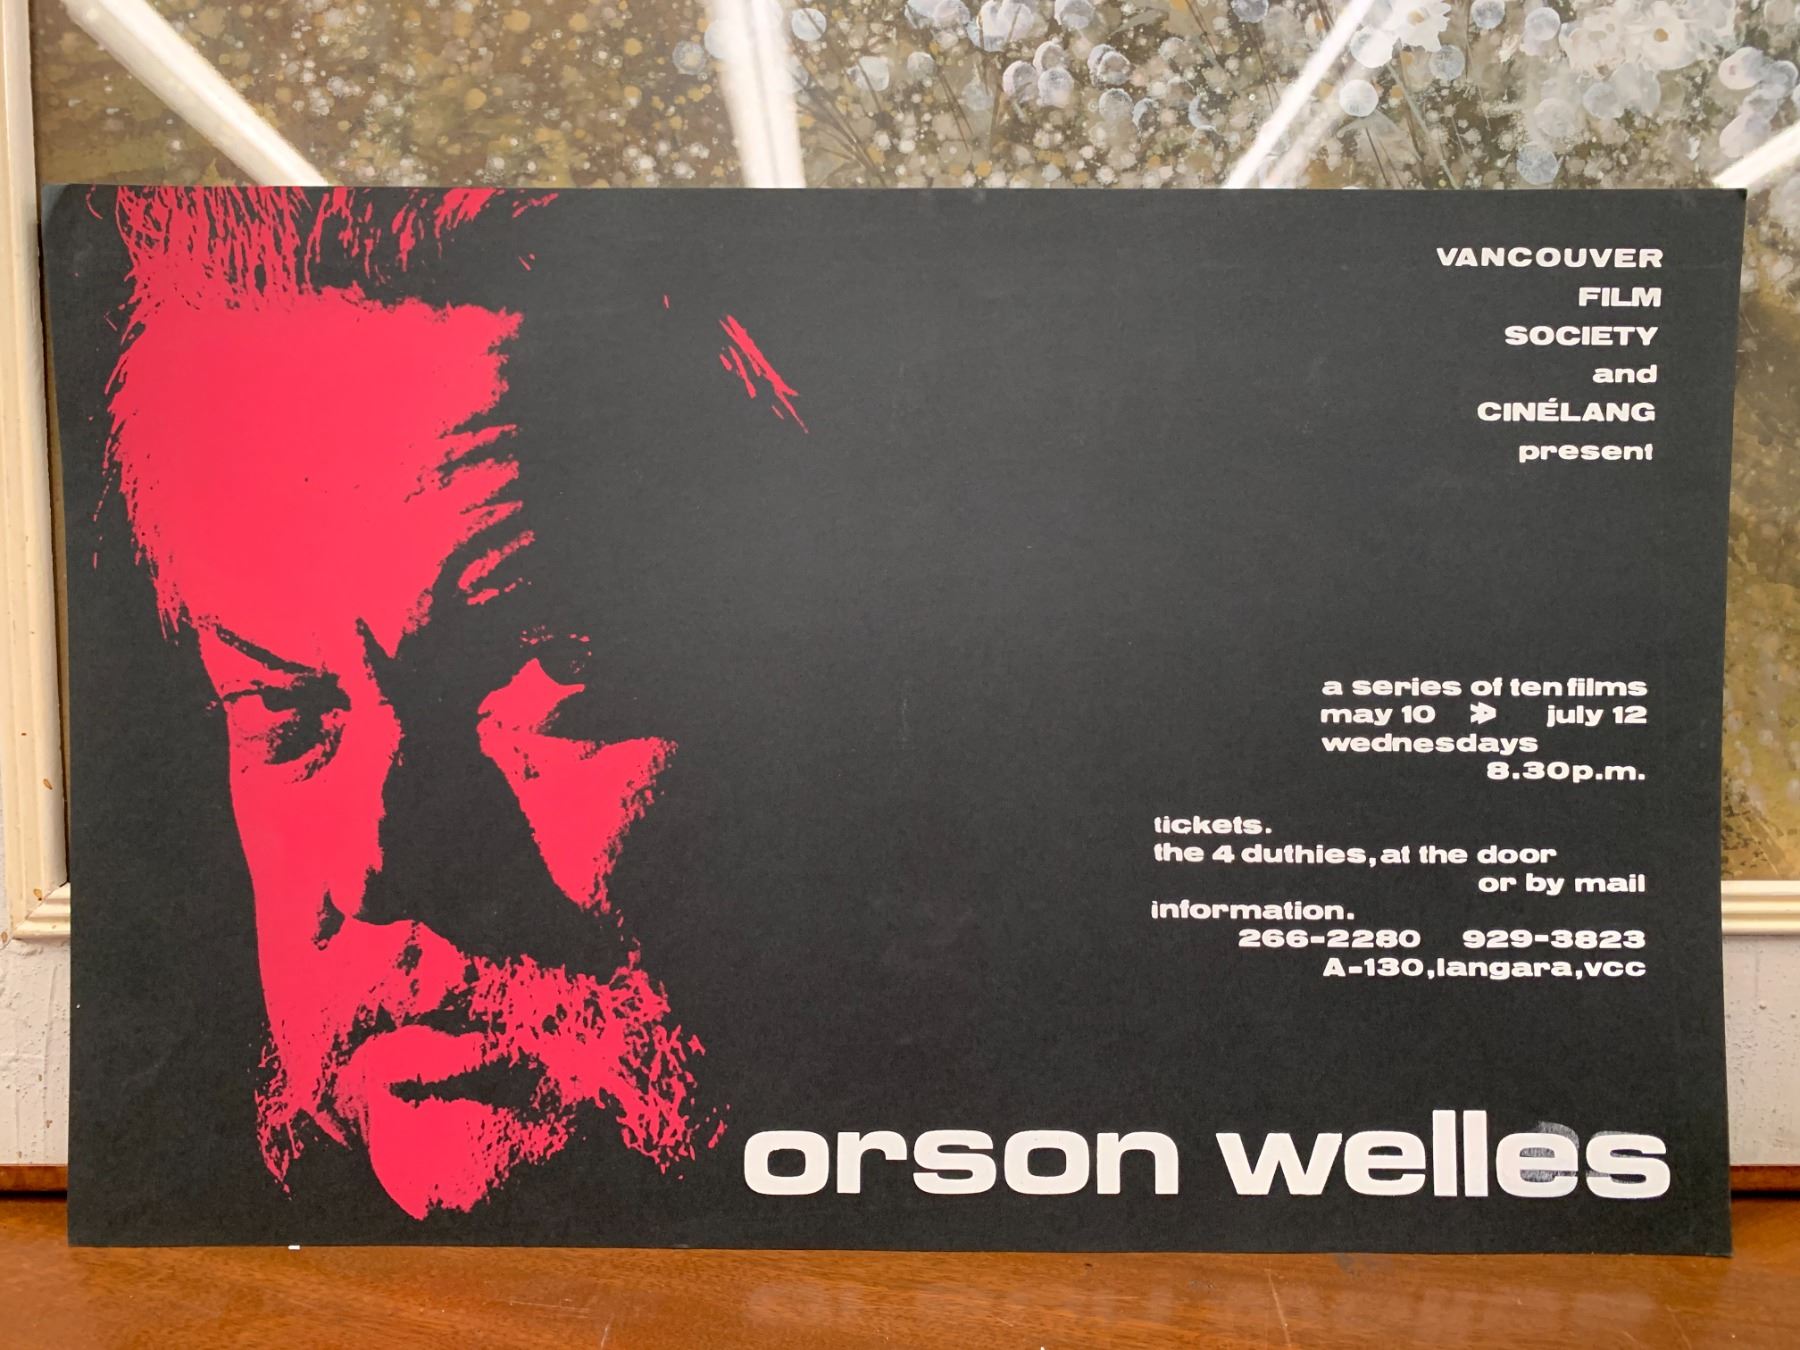 VANCOUVER
FILM
SOCIETY
and
CINÉLANG
present
a series of ten films
may 10 july 12
wednesdays
8.30p.m.
tickets.
the 4 duthies, at the door
or by mail
information.
266-2280 929-3823
A-130, langara, vcc
orson welles